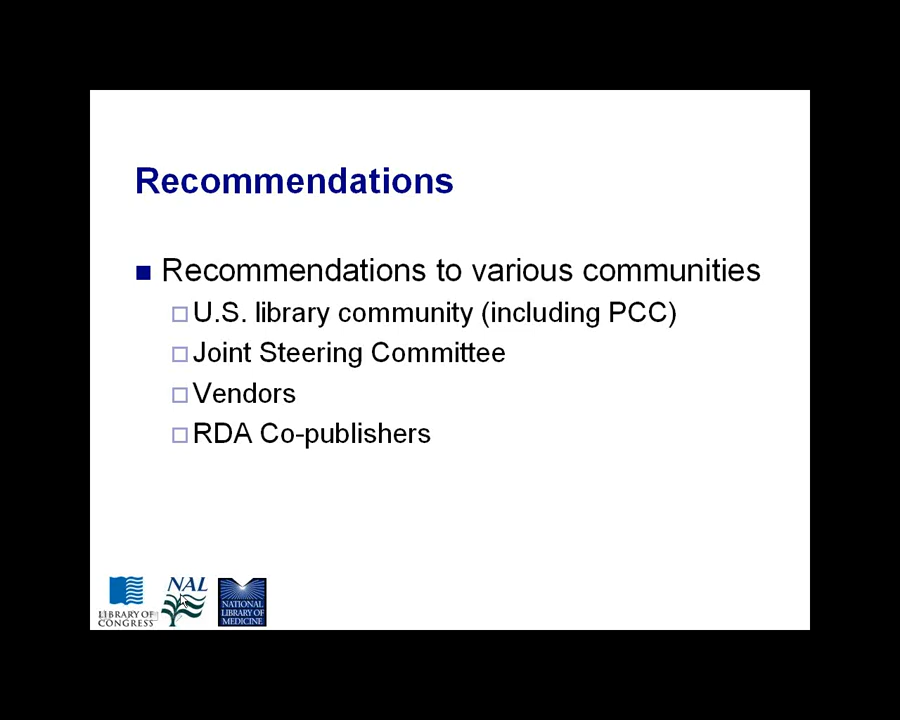 Recommendations
Recommendations to various communities
U.S. library community (including PCC)
Joint Steering Committee
Vendors
RDA Co-publishers
LIBRARY OF
CONGRESS
NAL
NATIONAL
LIBRARY OF
MEDICINE